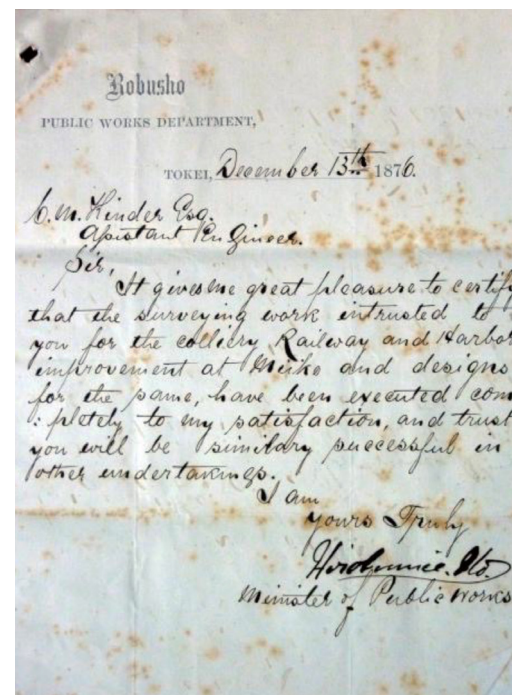 Kobusho
PUBLIC WORKS DEPARTMENT,
TOKEI, December 13th 1876.
C. M. Kinder Esq.
Assistant Engineer.
Sir,
It gives me great pleasure to certify
that the surveying work intrusted to
you for the colliery Railway and Harbor
improvement at Miike and designs
for the same, have been executed com
:pletely to my satisfaction, and trust
you will be similary successful in
other undertakings.
I am
yours Truly
Hirobumie. Ito.
Minister of Public Works